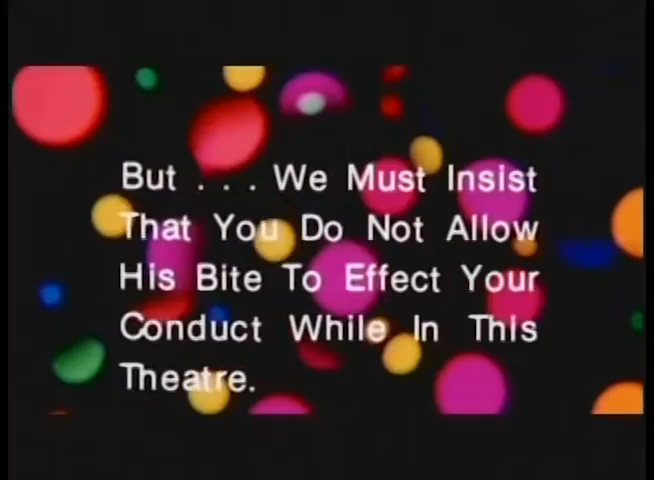 But . . . We Must Insist
That You Do Not Allow
His Bite To Effect Your
Conduct While In This
Theatre.